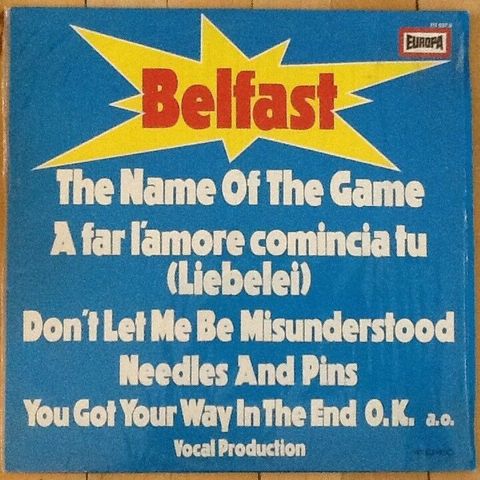 EUROPA
Belfast
The Name Of The Game
A far l'amore comincia tu
(Liebelei)
Don't Let Me Be Misunderstood
Needles And Pins
You Got Your Way In The End O.K. a.o.
Vocal Production